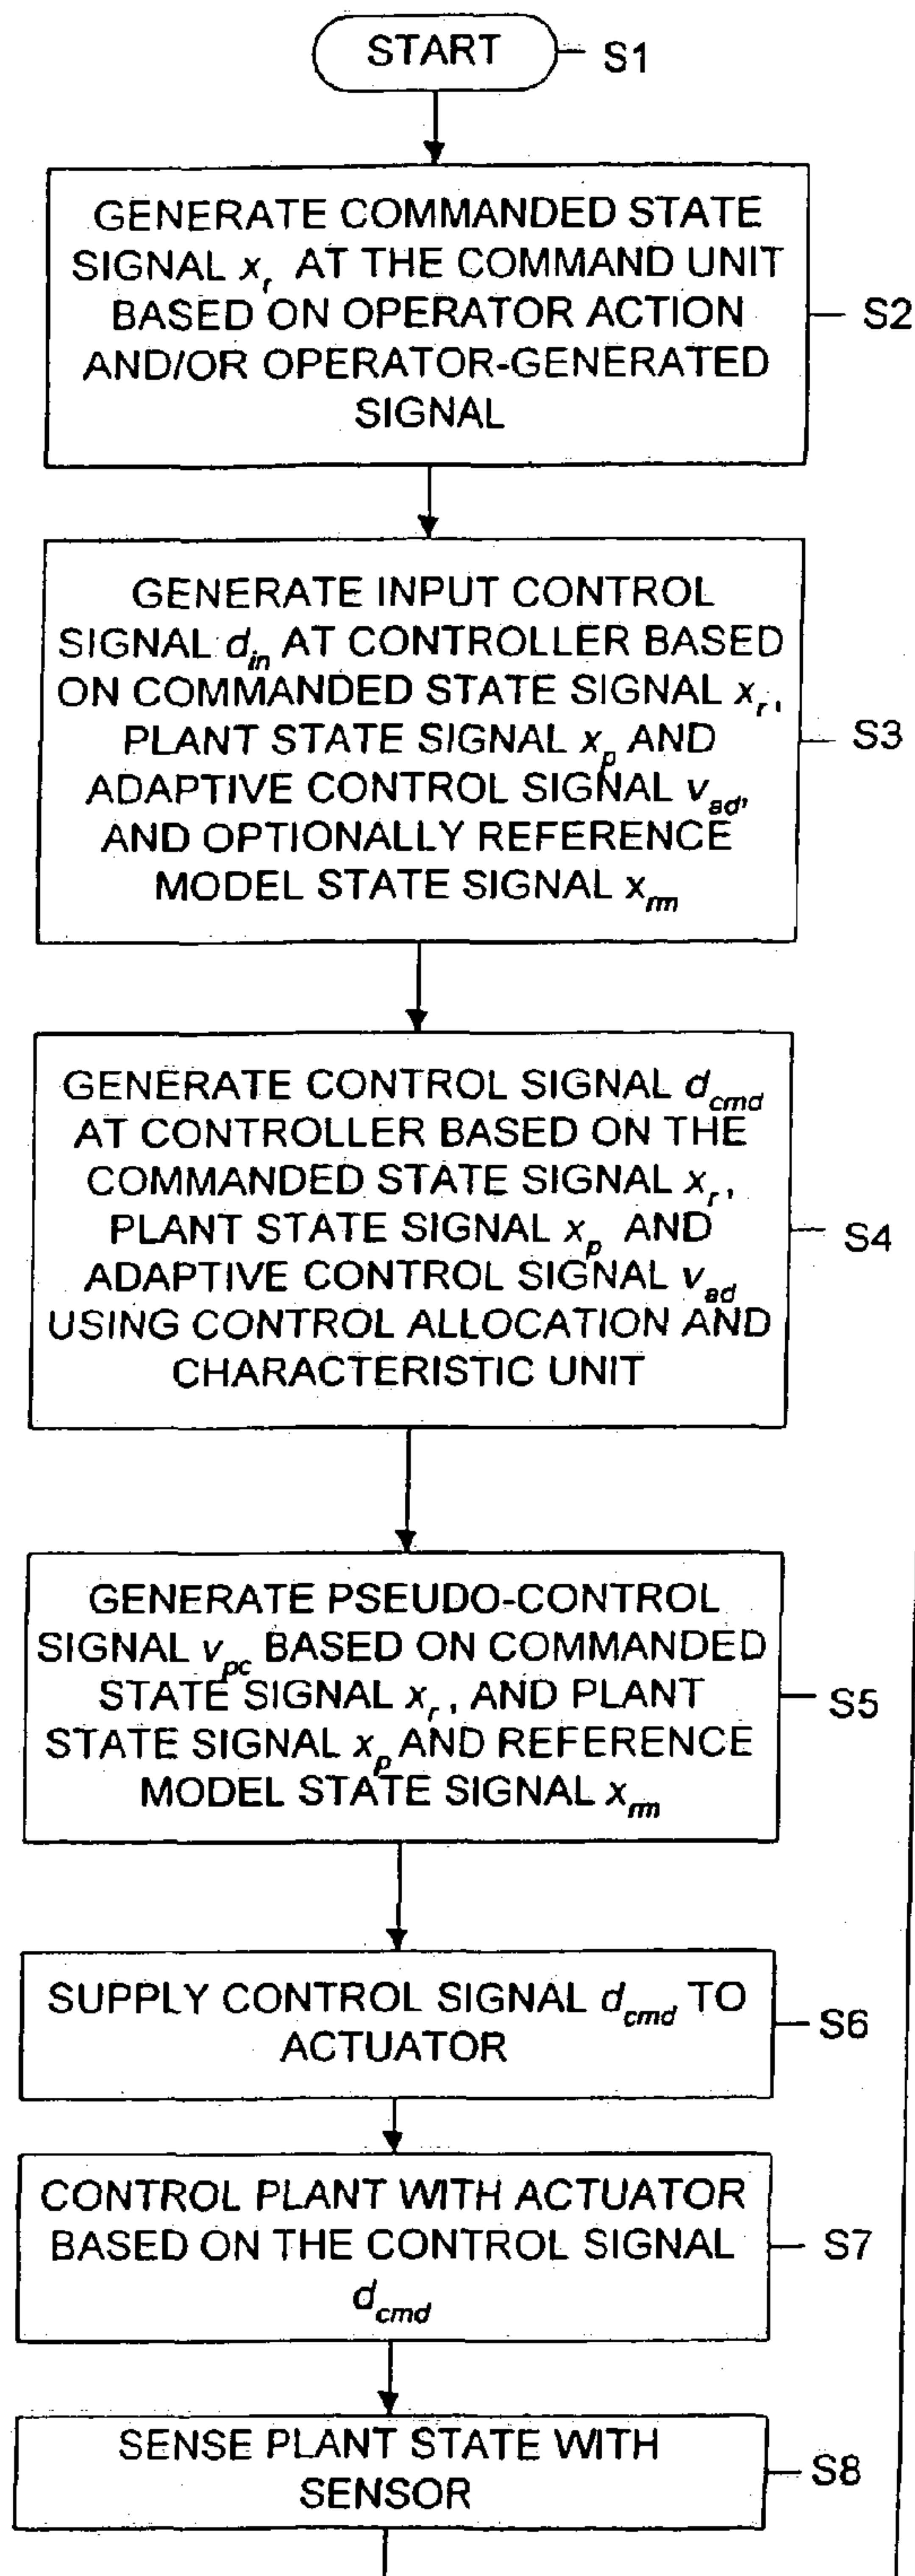 START
S1
GENERATE COMMANDED STATE
SIGNAL x_r AT THE COMMAND UNIT
BASED ON OPERATOR ACTION
AND/OR OPERATOR-GENERATED
SIGNAL
S2
GENERATE INPUT CONTROL
SIGNAL d_in AT CONTROLLER BASED
ON COMMANDED STATE SIGNAL x_r,
PLANT STATE SIGNAL x_p AND
ADAPTIVE CONTROL SIGNAL v_ad,
AND OPTIONALLY REFERENCE
MODEL STATE SIGNAL x_rm
S3
GENERATE CONTROL SIGNAL d_cmd
AT CONTROLLER BASED ON THE
COMMANDED STATE SIGNAL x_r,
PLANT STATE SIGNAL x_p AND
ADAPTIVE CONTROL SIGNAL v_ad
USING CONTROL ALLOCATION AND
CHARACTERISTIC UNIT
S4
GENERATE PSEUDO-CONTROL
SIGNAL v_pc BASED ON COMMANDED
STATE SIGNAL x_r, AND PLANT
STATE SIGNAL x_p AND REFERENCE
MODEL STATE SIGNAL x_rm
S5
SUPPLY CONTROL SIGNAL d_cmd TO
ACTUATOR
S6
CONTROL PLANT WITH ACTUATOR
BASED ON THE CONTROL SIGNAL
d_cmd
S7
SENSE PLANT STATE WITH
SENSOR
S8